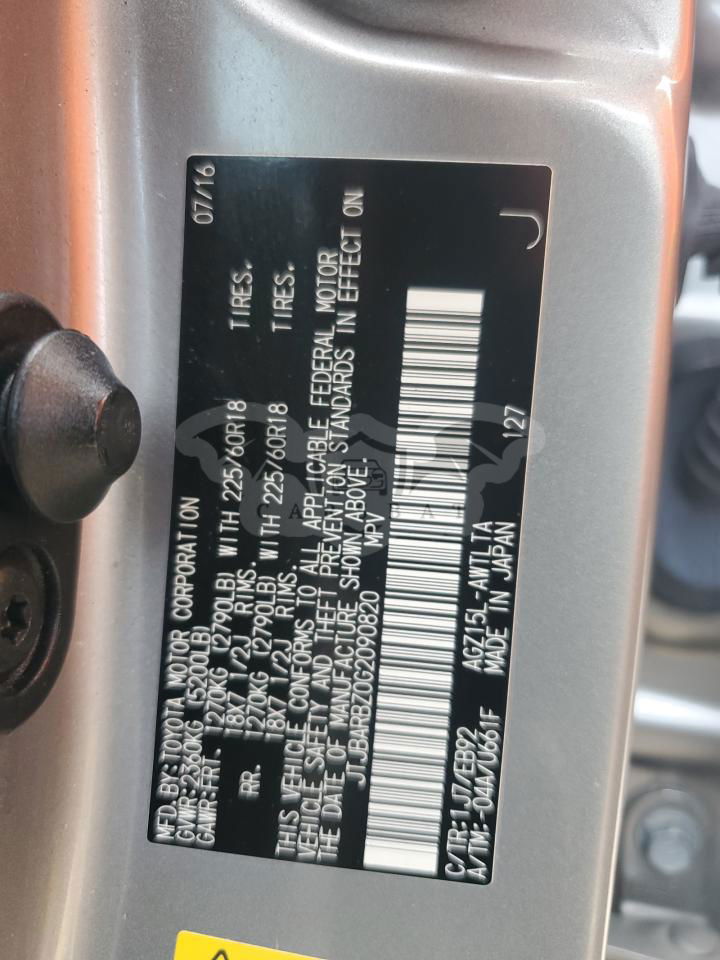 MFD. BY: TOYOTA MOTOR CORPORATION 07/16
GVWR: 2360KG (5200LB)
GAWR: FRT. 1270KG (2790LB) WITH 225/60R18 TIRES,
18X7 1/2J RIMS.
RR. 1270KG (2790LB) WITH 225/60R18 TIRES,
18X7 1/2J RIMS.
THIS VEHICLE CONFORMS TO ALL APPLICABLE FEDERAL MOTOR
VEHICLE SAFETY AND THEFT PREVENTION STANDARDS IN EFFECT ON
THE DATE OF MANUFACTURE SHOWN ABOVE.
JTJBARBZ0G2090820 MPV
C/TR: 1J7/EB92 AGZ15L-AWTLTA 127
A/TM: -04A/U661F MADE IN JAPAN J